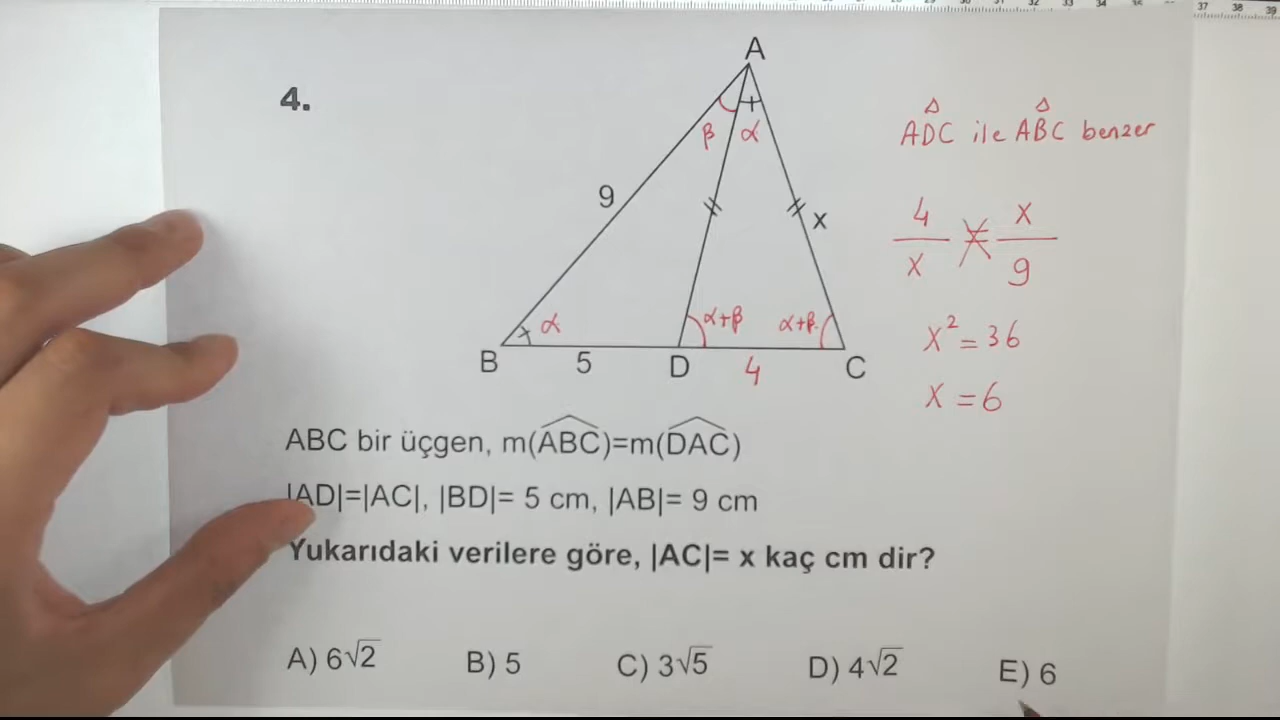 4.
A
β
α
9
x
α
α+β
α+β
B
5
D
4
C
ADC ile ABC benzer
4/x = x/9
x² = 36
x = 6
ABC bir üçgen, m(ABC)=m(DAC)
|AD|=|AC|, |BD|= 5 cm, |AB|= 9 cm
Yukarıdaki verilere göre, |AC|= x kaç cm dir?
A) 6√2 B) 5 C) 3√5 D) 4√2 E) 6